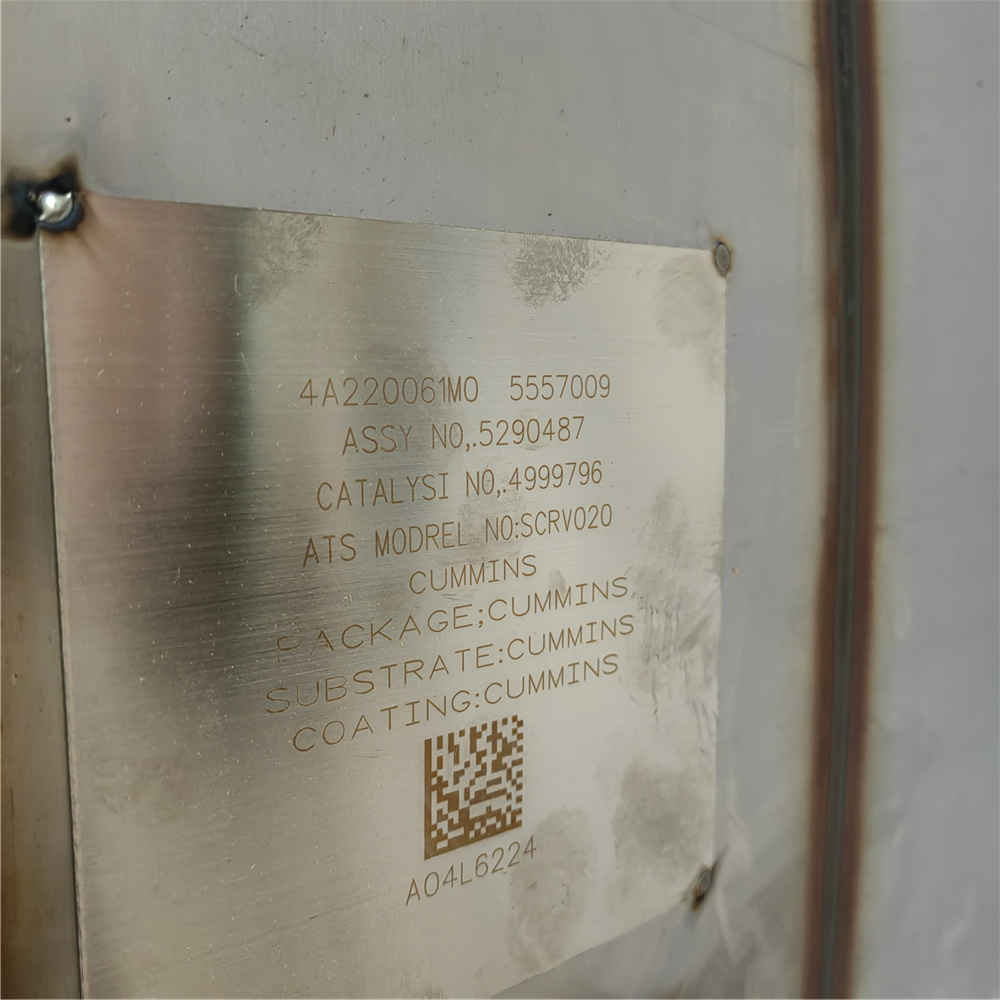 4A220061M0 5557009
ASSY NO,.5290487
CATALYSI NO,.4999796
ATS MODREL NO:SCRV020
CUMMINS
PACKAGE;CUMMINS
SUBSTRATE:CUMMINS
COATING:CUMMINS
A04L6224